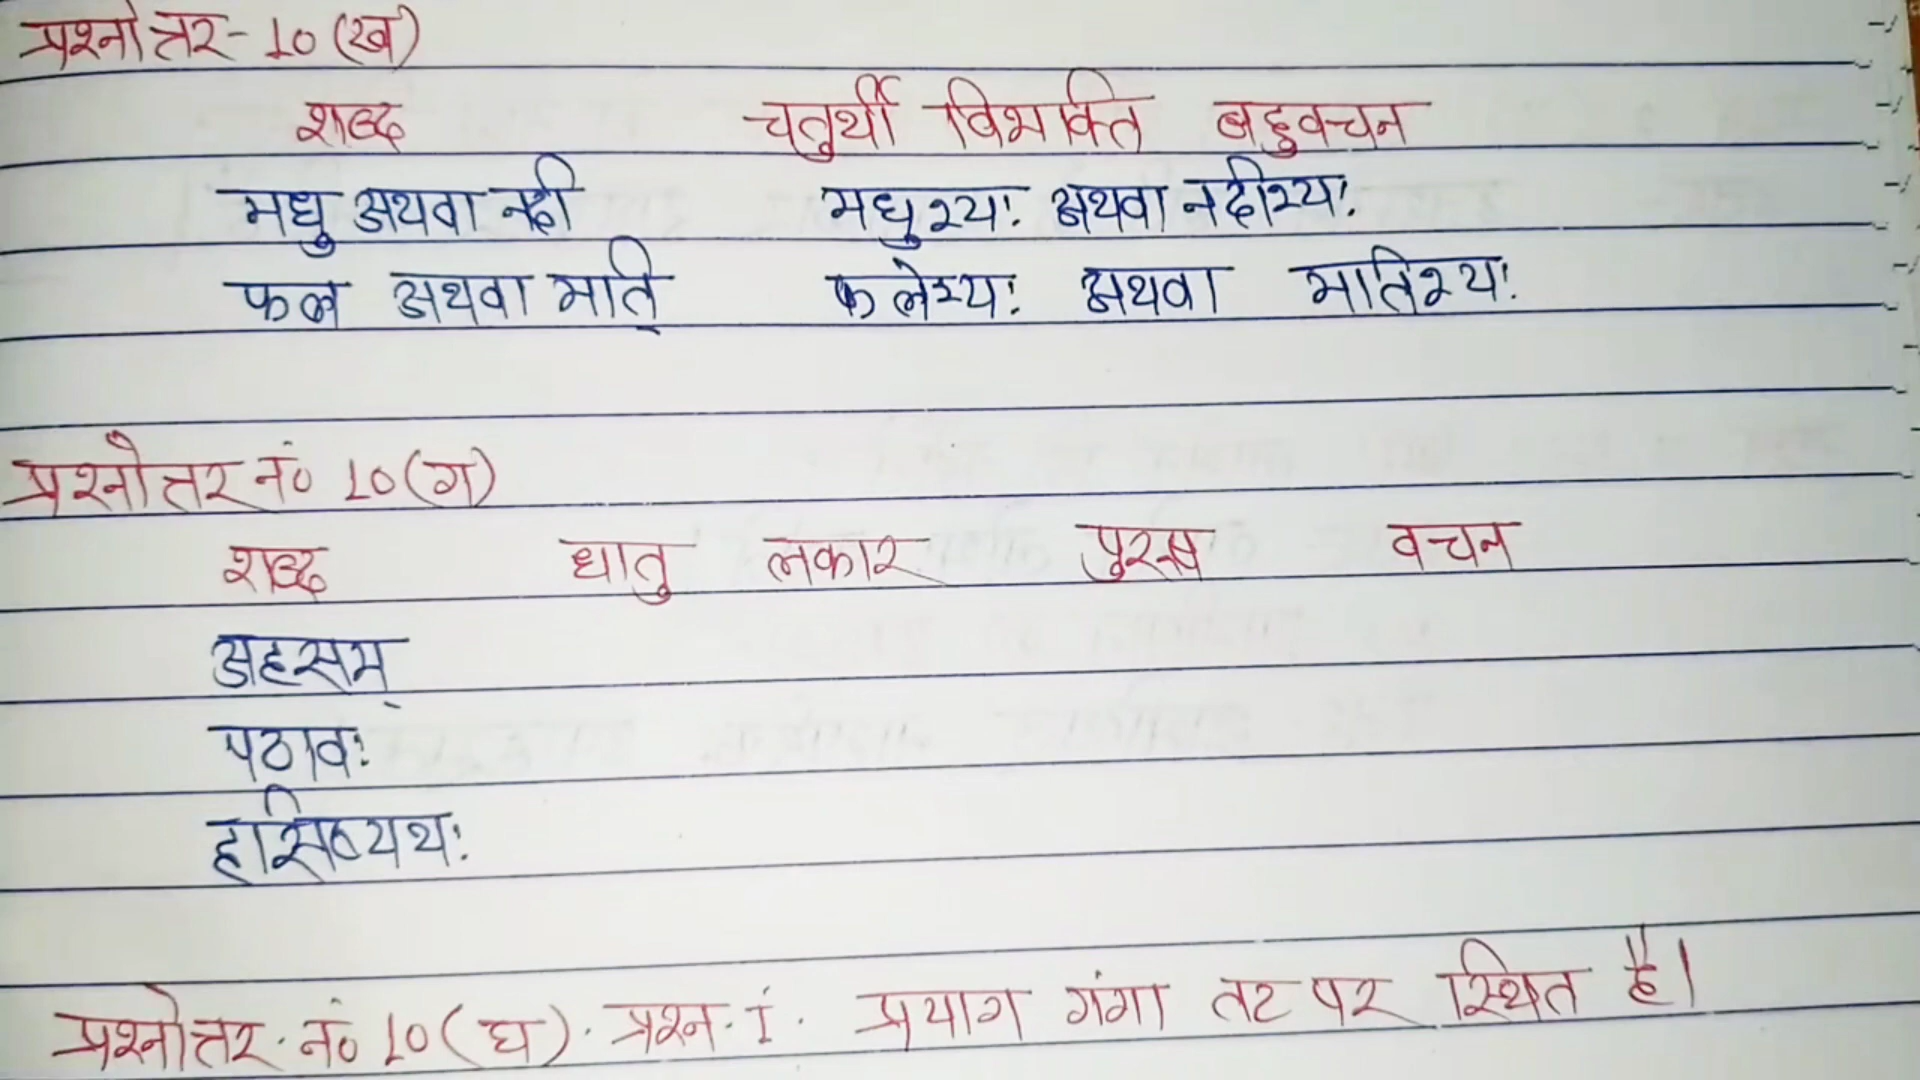 प्रश्नोत्तर- 10 (ख)
शब्द चतुर्थी विभक्ति बहुवचन
मधु अथवा नदी मधुभ्यः अथवा नदीभ्यः
फल अथवा मति फलेभ्यः अथवा मतिभ्यः
प्रश्नोत्तर नं० 10 (ग)
शब्द धातु लकार पुरुष वचन
अहसम्
पठावः
हसिष्यथः
प्रश्नोत्तर. नं० 10 ( घ ). प्रश्न. i. प्रयाग गंगा तट पर स्थित है।